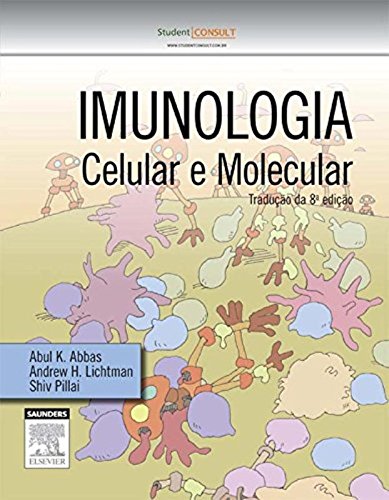 Student CONSULT
WWW.STUDENTCONSULT.COM.BR
IMUNOLOGIA
Celular e Molecular
Tradução da 8ª edição
Abul K. Abbas
Andrew H. Lichtman
Shiv Pillai
SAUNDERS
ELSEVIER